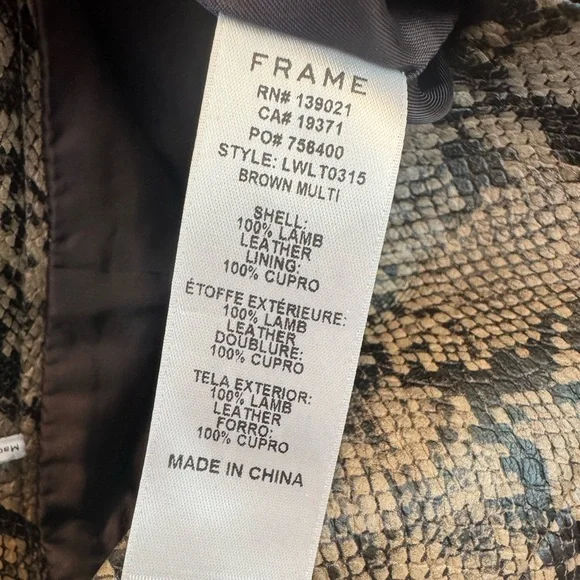 FRAME
RN# 139021
CA# 19371
PO# 756400
STYLE: LWLT0315
BROWN MULTI
SHELL:
100% LAMB
LEATHER
LINING:
100% CUPRO
ÉTOFFE EXTÉRIEURE:
100% LAMB
LEATHER
DOUBLURE:
100% CUPRO
TELA EXTERIOR:
100% LAMB
LEATHER
FORRO:
100% CUPRO
MADE IN CHINA